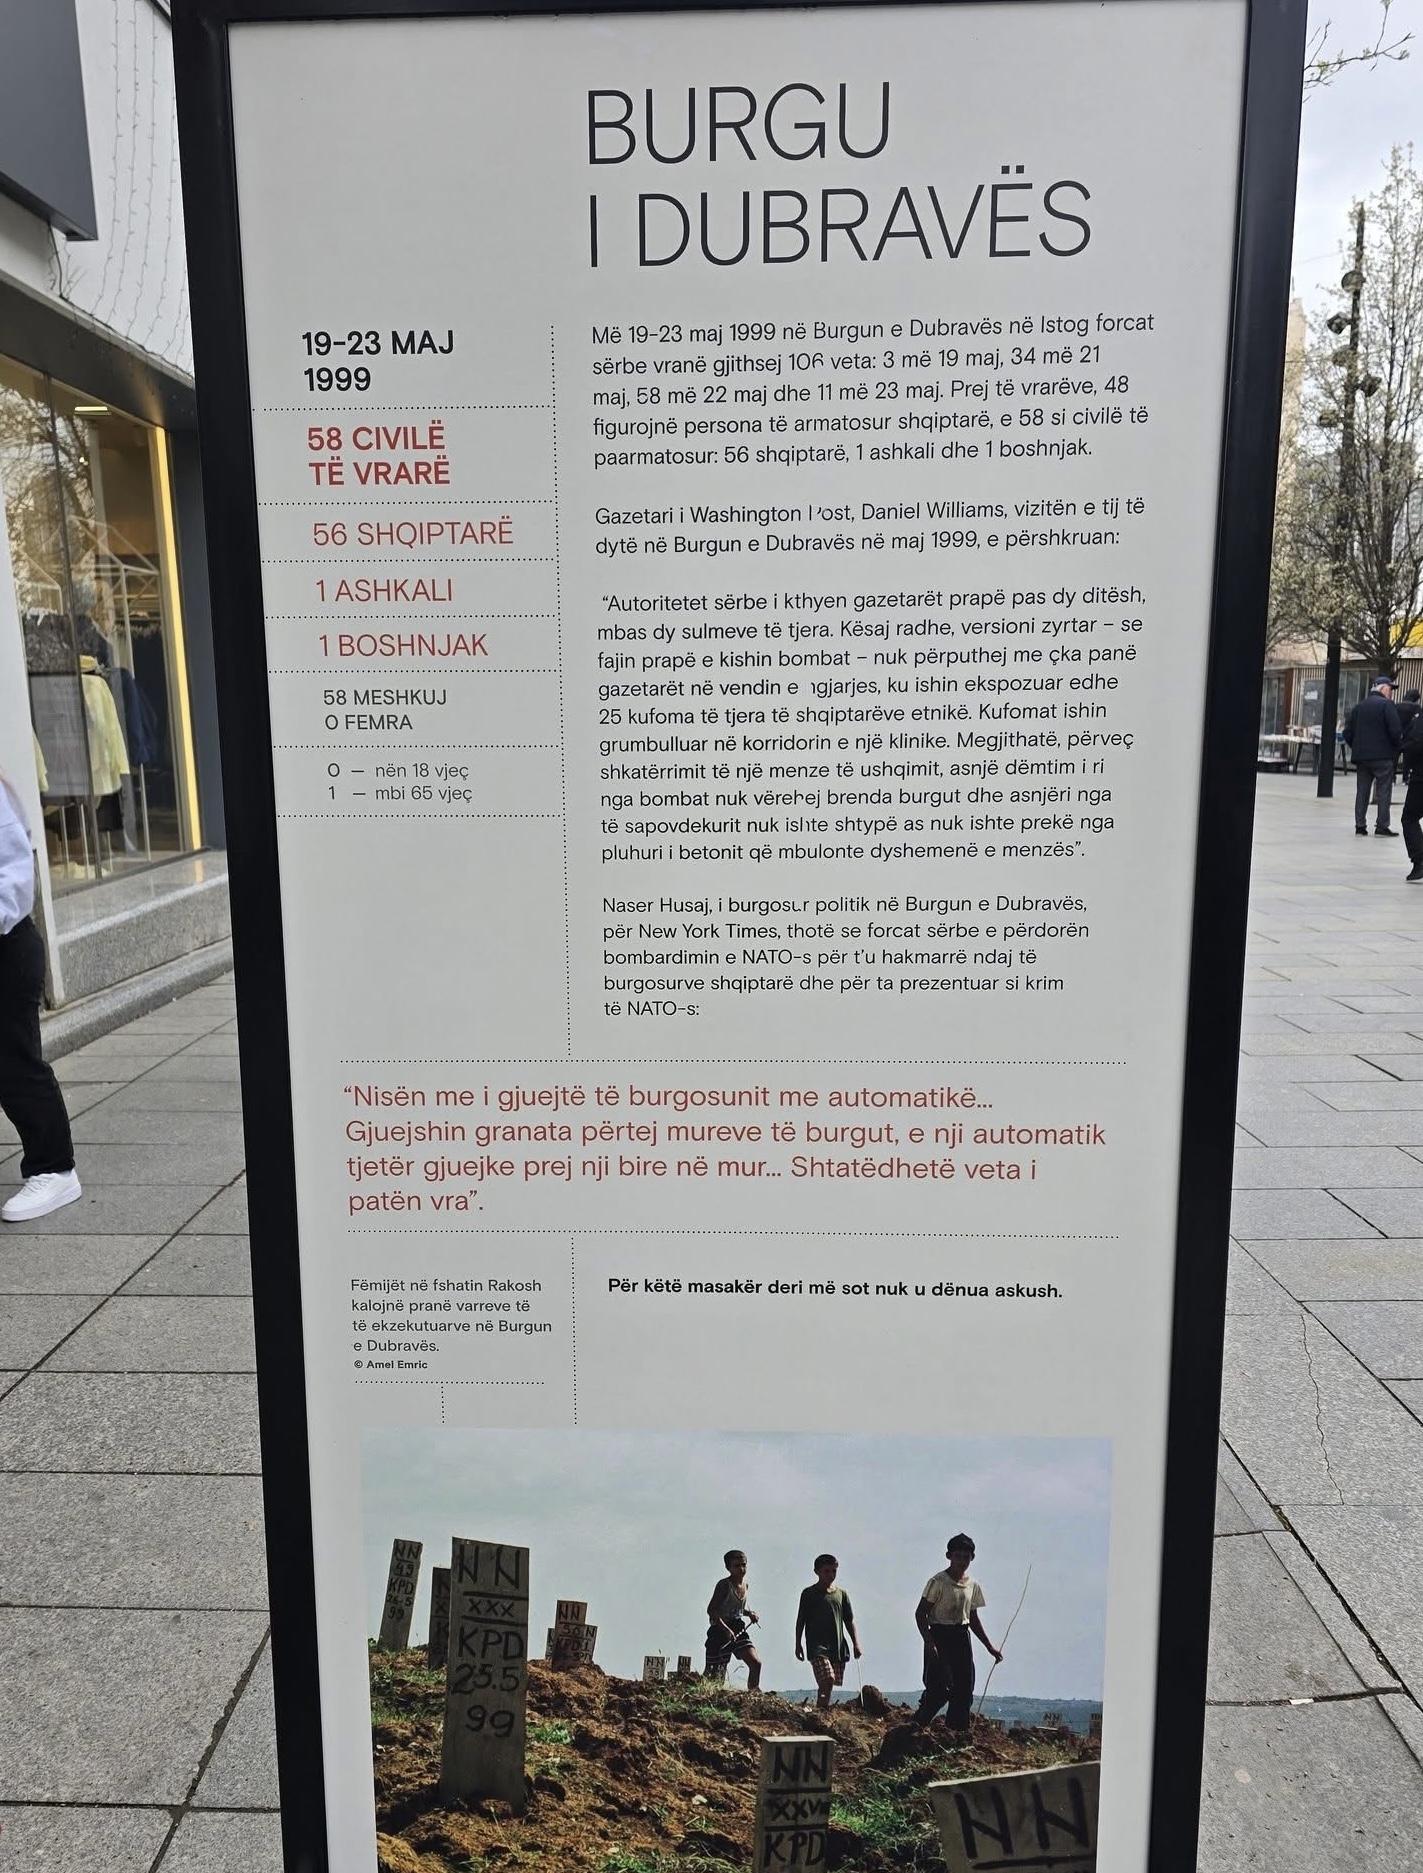 BURGU
I DUBRAVËS
19–23 MAJ
1999
58 CIVILË
TË VRARË
56 SHQIPTARË
1 ASHKALI
1 BOSHNJAK
58 MESHKUJ
0 FEMRA
0 — nën 18 vjeç
1 — mbi 65 vjeç
Më 19–23 maj 1999 në Burgun e Dubravës në Istog forcat
sërbe vranë gjithsej 106 veta: 3 më 19 maj, 34 më 21
maj, 58 më 22 maj dhe 11 më 23 maj. Prej të vrarëve, 48
figurojnë persona të armatosur shqiptarë, e 58 si civilë të
paarmatosur: 56 shqiptarë, 1 ashkali dhe 1 boshnjak.
Gazetari i Washington Post, Daniel Williams, vizitën e tij të
dytë në Burgun e Dubravës në maj 1999, e përshkruan:
“Autoritetet sërbe i kthyen gazetarët prapë pas dy ditësh,
mbas dy sulmeve të tjera. Kësaj radhe, versioni zyrtar – se
fajin prapë e kishin bombat – nuk përputhej me çka panë
gazetarët në vendin e ngjarjes, ku ishin ekspozuar edhe
25 kufoma të tjera të shqiptarëve etnikë. Kufomat ishin
grumbulluar në korridorin e një klinike. Megjithatë, përveç
shkatërrimit të një menze të ushqimit, asnjë dëmtim i ri
nga bombat nuk vërehej brenda burgut dhe asnjëri nga
të sapovdekurit nuk ishte shtypë as nuk ishte prekë nga
pluhuri i betonit që mbulonte dyshemenë e menzës”.
Naser Husaj, i burgosur politik në Burgun e Dubravës,
për New York Times, thotë se forcat sërbe e përdorën
bombardimin e NATO-s për t’u hakmarrë ndaj të
burgosurve shqiptarë dhe për ta prezentuar si krim
të NATO-s:
“Nisën me i gjuejtë të burgosunit me automatikë...
Gjuejshin granata përtej mureve të burgut, e nji automatik
tjetër gjuejke prej nji bire në mur... Shtatëdhetë veta i
patën vra”.
Fëmijët në fshatin Rakosh
kalojnë pranë varreve të
të ekzekutuarve në Burgun
e Dubravës.
© Amel Emric
Për këtë masakër deri më sot nuk u dënua askush.
NN
KPD
99
NN
XXX
KPD
25.5
99
NN
NN
KPD
NN